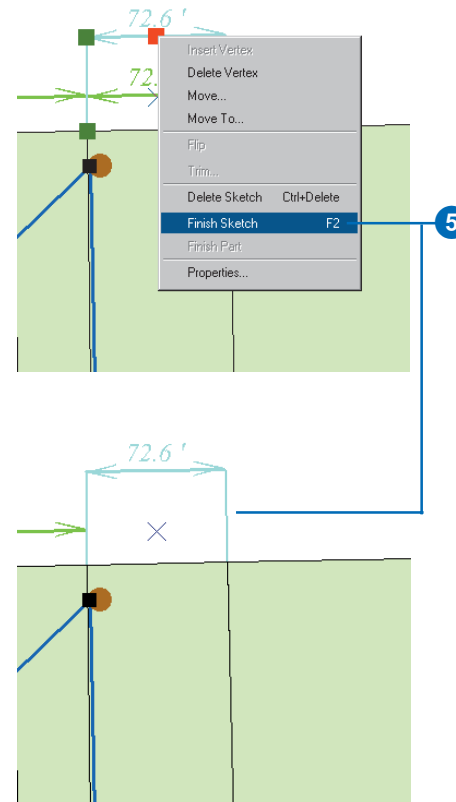 72.6 '
72.
Insert Vertex
Delete Vertex
Move...
Move To...
Flip
Trim...
Delete Sketch Ctrl+Delete
Finish Sketch F2
Finish Part
Properties...
5
72.6 '